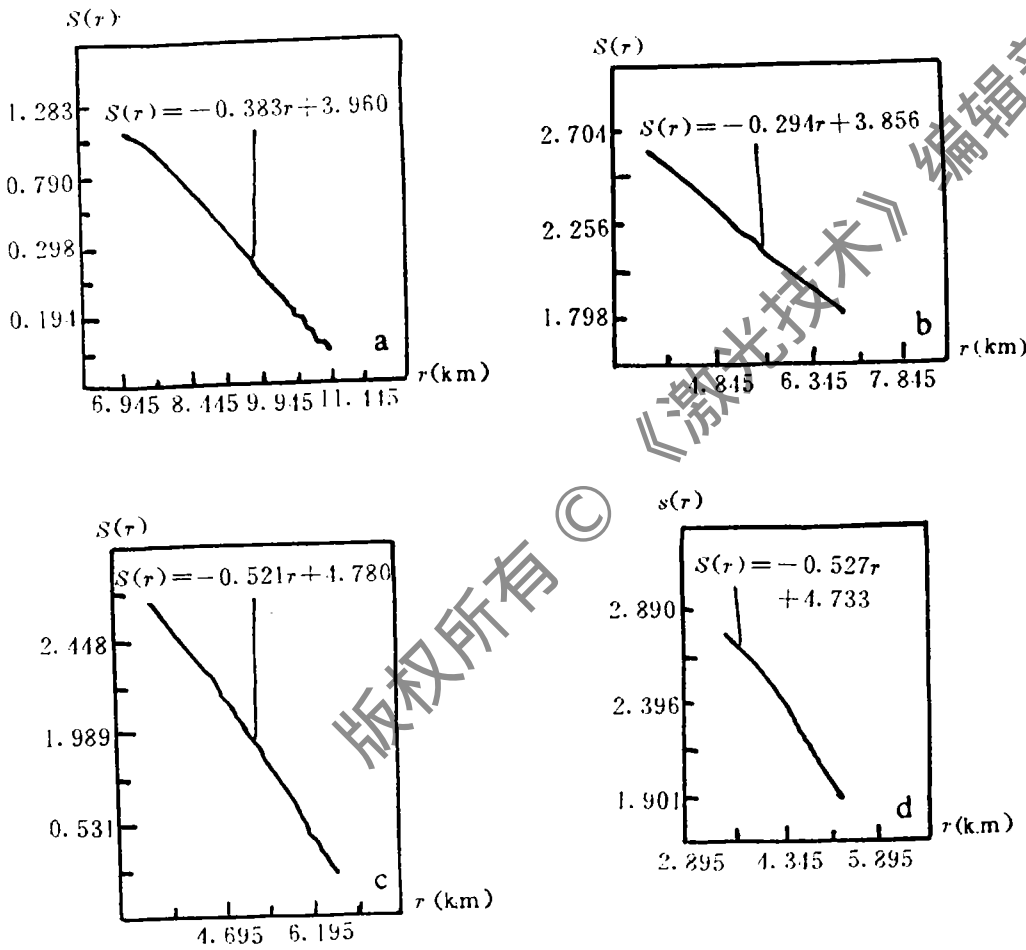 S(r)
1.283
S(r)=-0.383r+3.960
0.790
0.298
0.194
a
r(km)
6.945 8.445 9.945 11.445
S(r)
2.704
S(r)=-0.294r+3.856
2.256
1.798
b
r(km)
4.845 6.345 7.845
S(r)
S(r)=-0.521r+4.780
2.448
1.989
0.531
c
r(km)
4.695 6.195
s(r)
S(r)=-0.527r
+4.733
2.890
2.396
1.901
d
r(k.m)
2.895 4.345 5.895
版权所有 © 《激光技术》 编辑